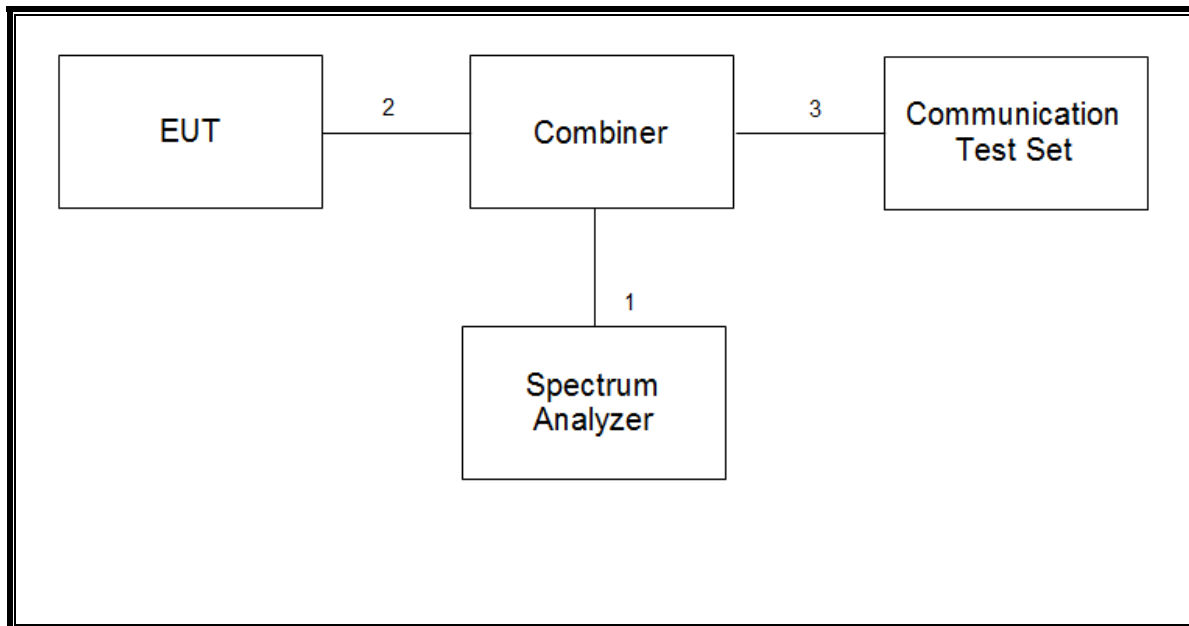 EUT
2
Combiner
3
Communication
Test Set
1
Spectrum
Analyzer